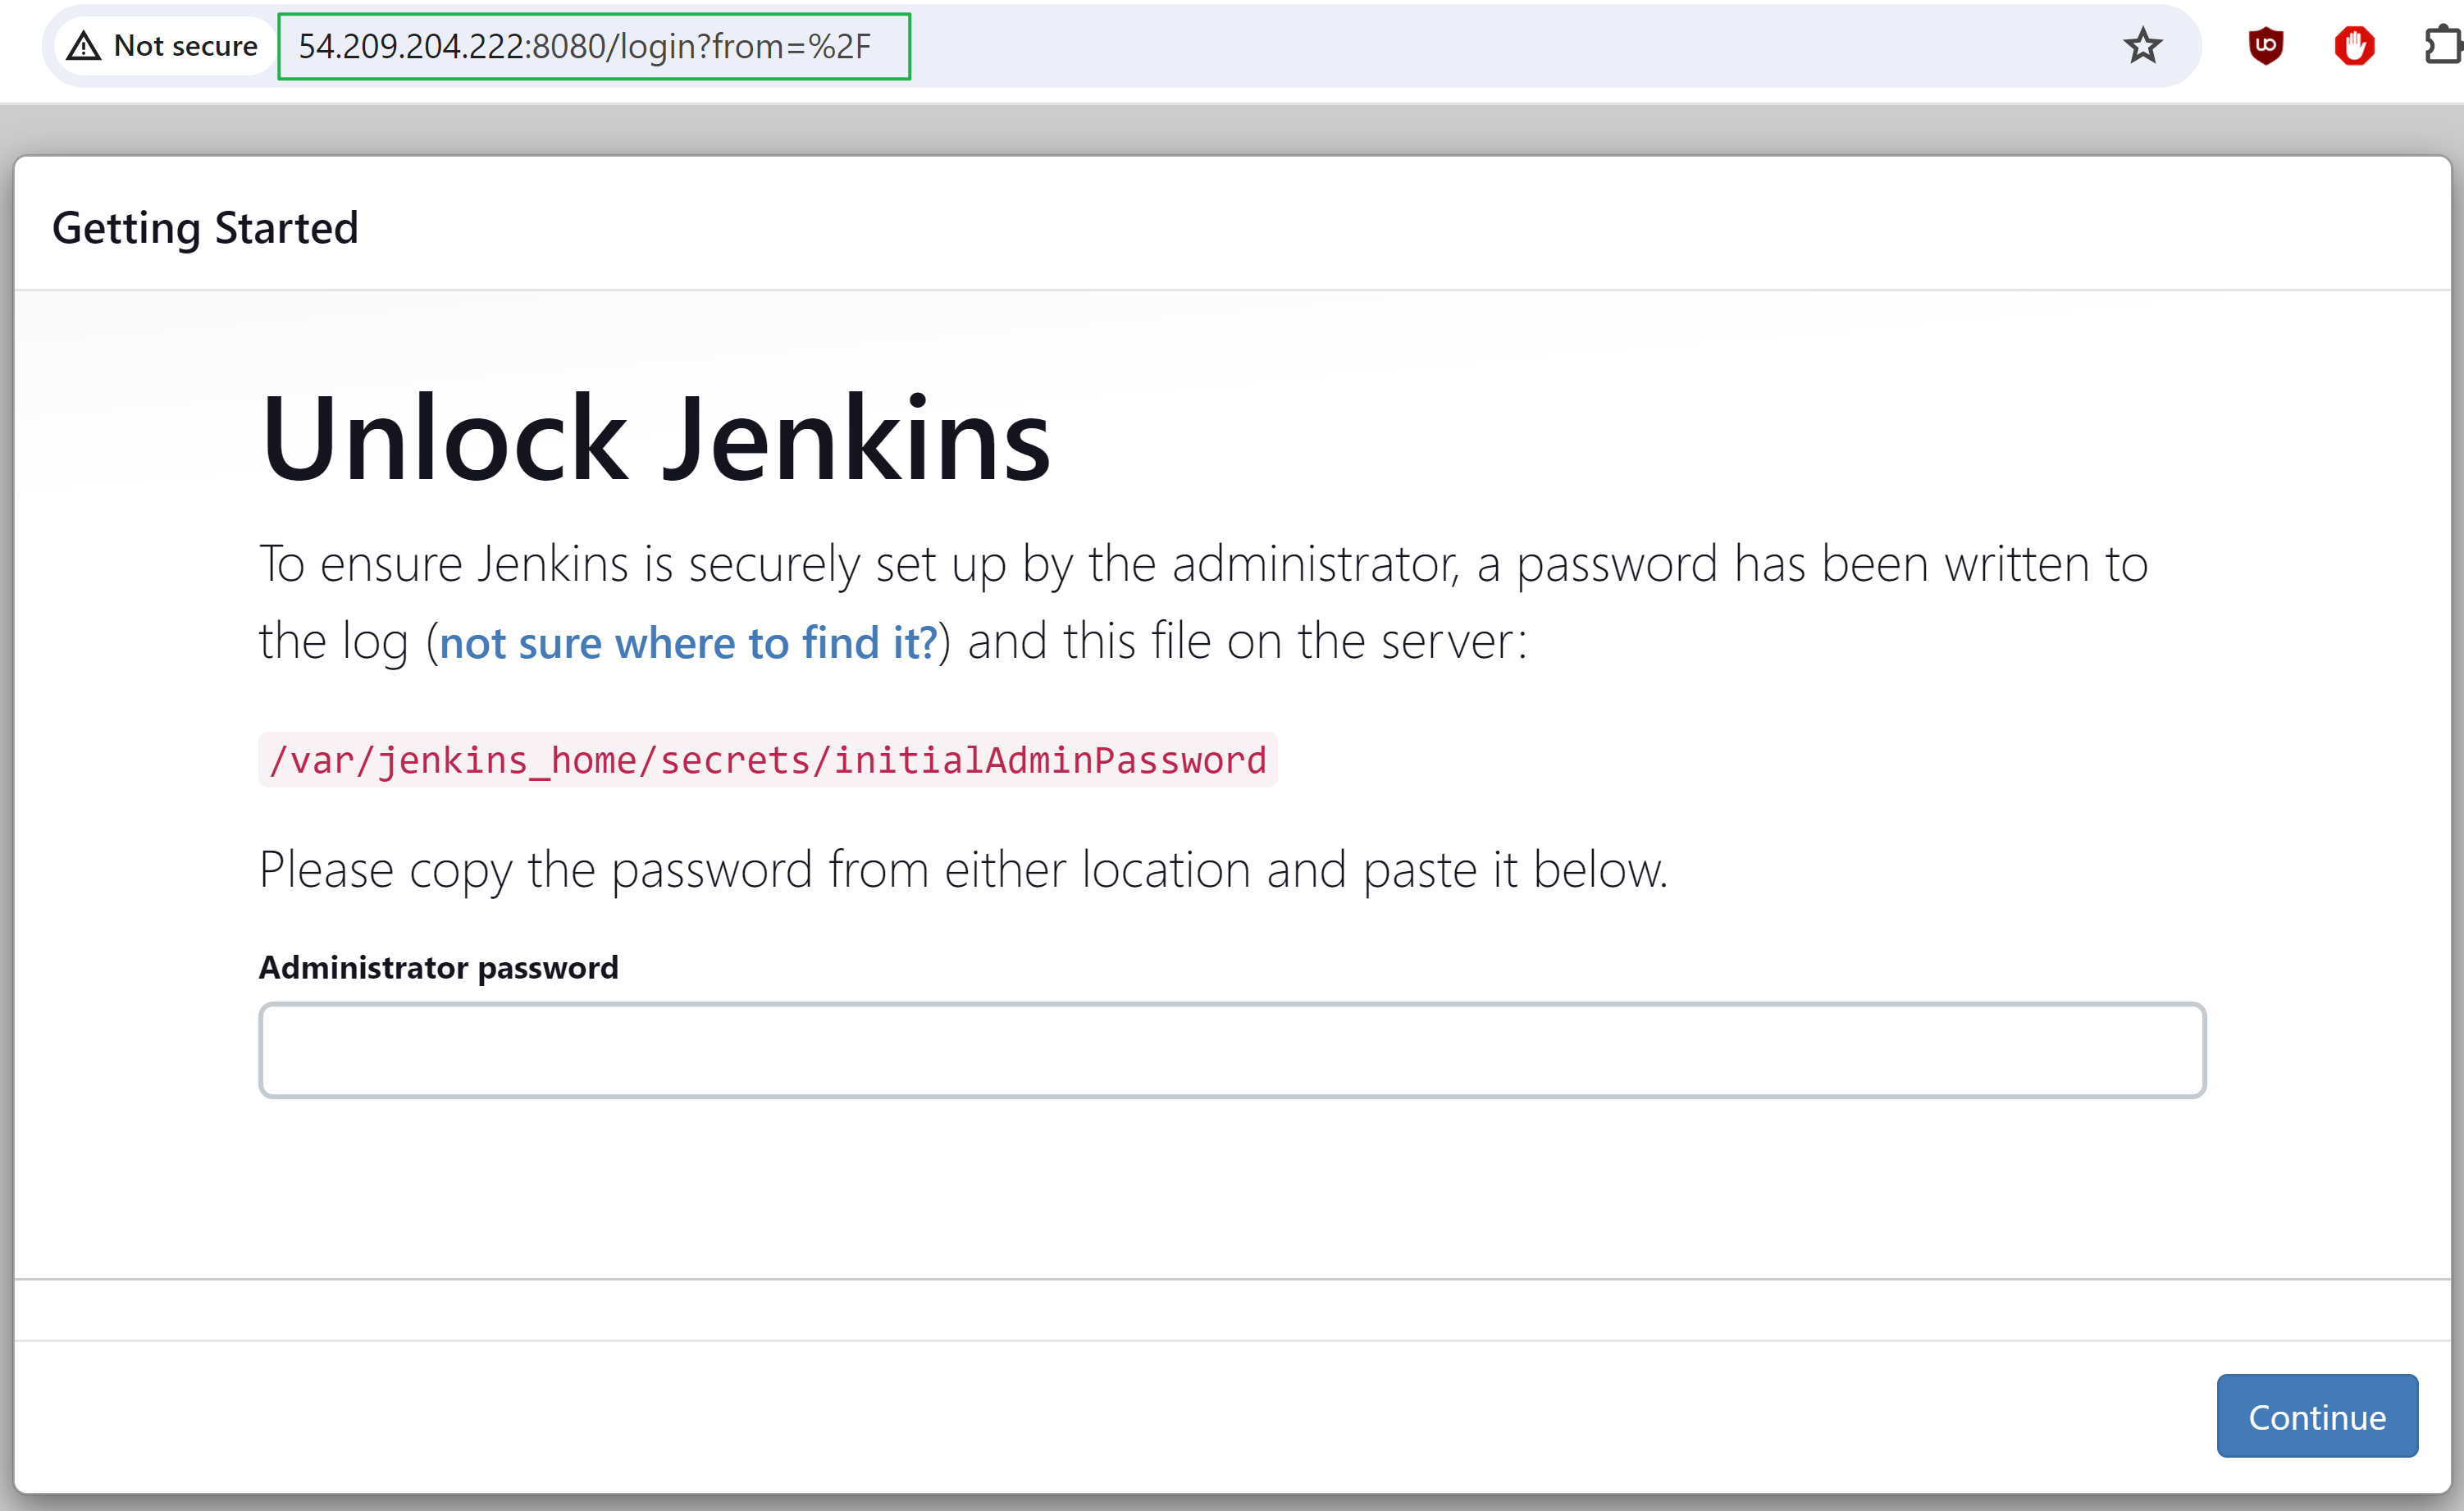 Not secure 54.209.204.222:8080/login?from=%2F
Getting Started
Unlock Jenkins
To ensure Jenkins is securely set up by the administrator, a password has been written to
the log (not sure where to find it?) and this file on the server:
/var/jenkins_home/secrets/initialAdminPassword
Please copy the password from either location and paste it below.
Administrator password
Continue